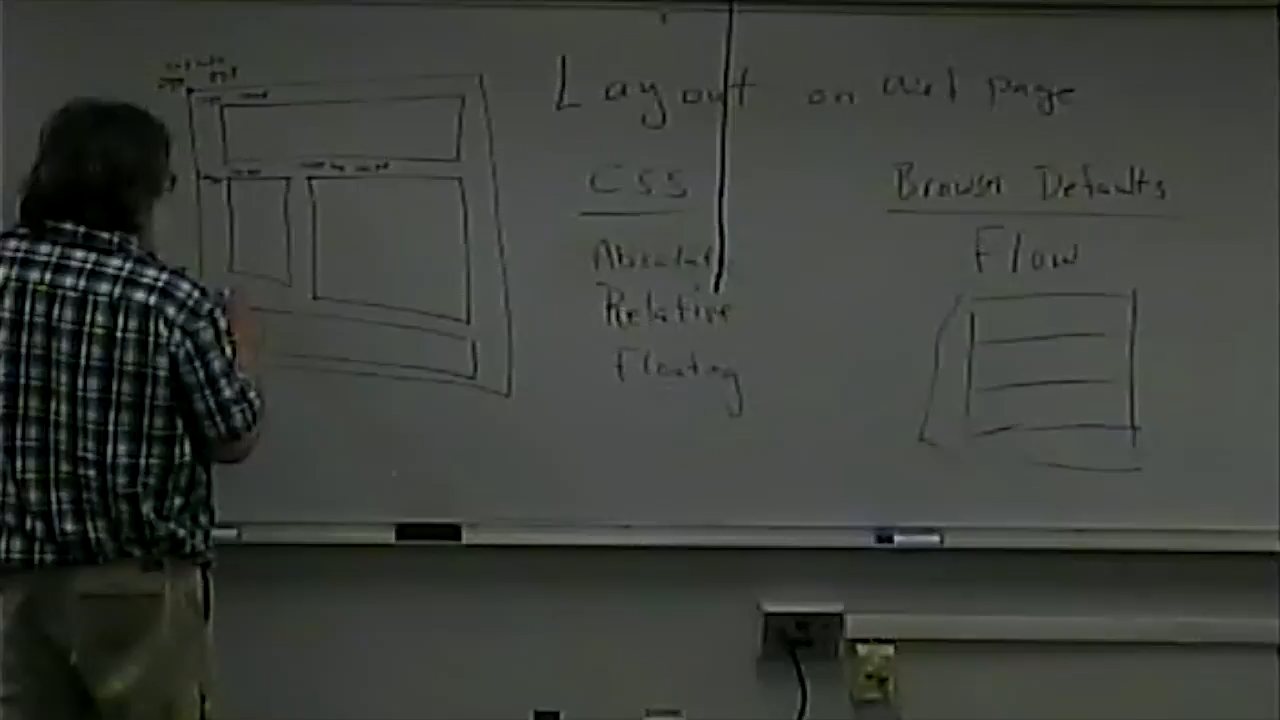 Layout on Web page
CSS
Browser Defaults
Absolute
Flow
Relative
Floating